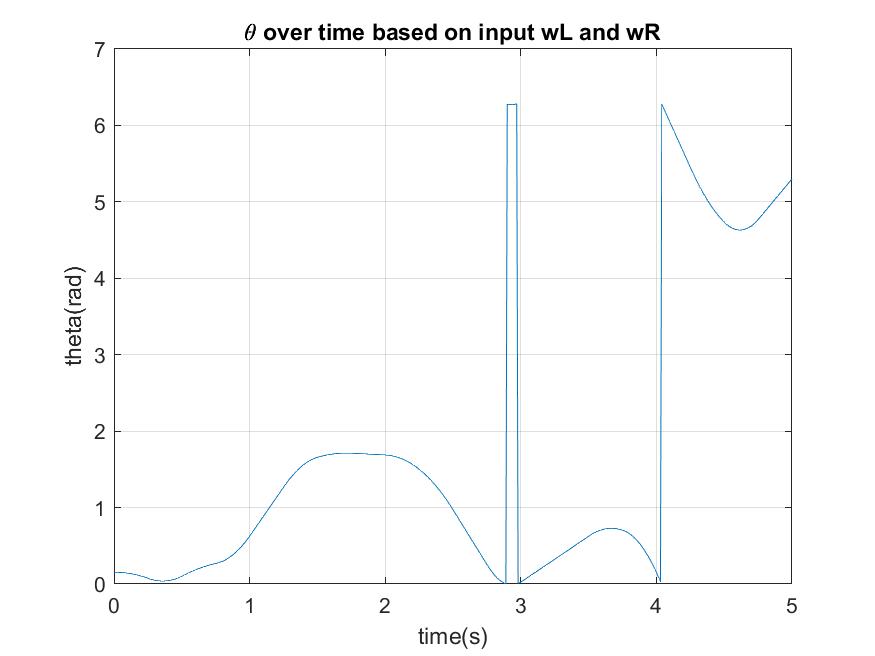 θ over time based on input wL and wR
7
6
5
4
3
2
1
0
theta(rad)
0 1 2 3 4 5
time(s)